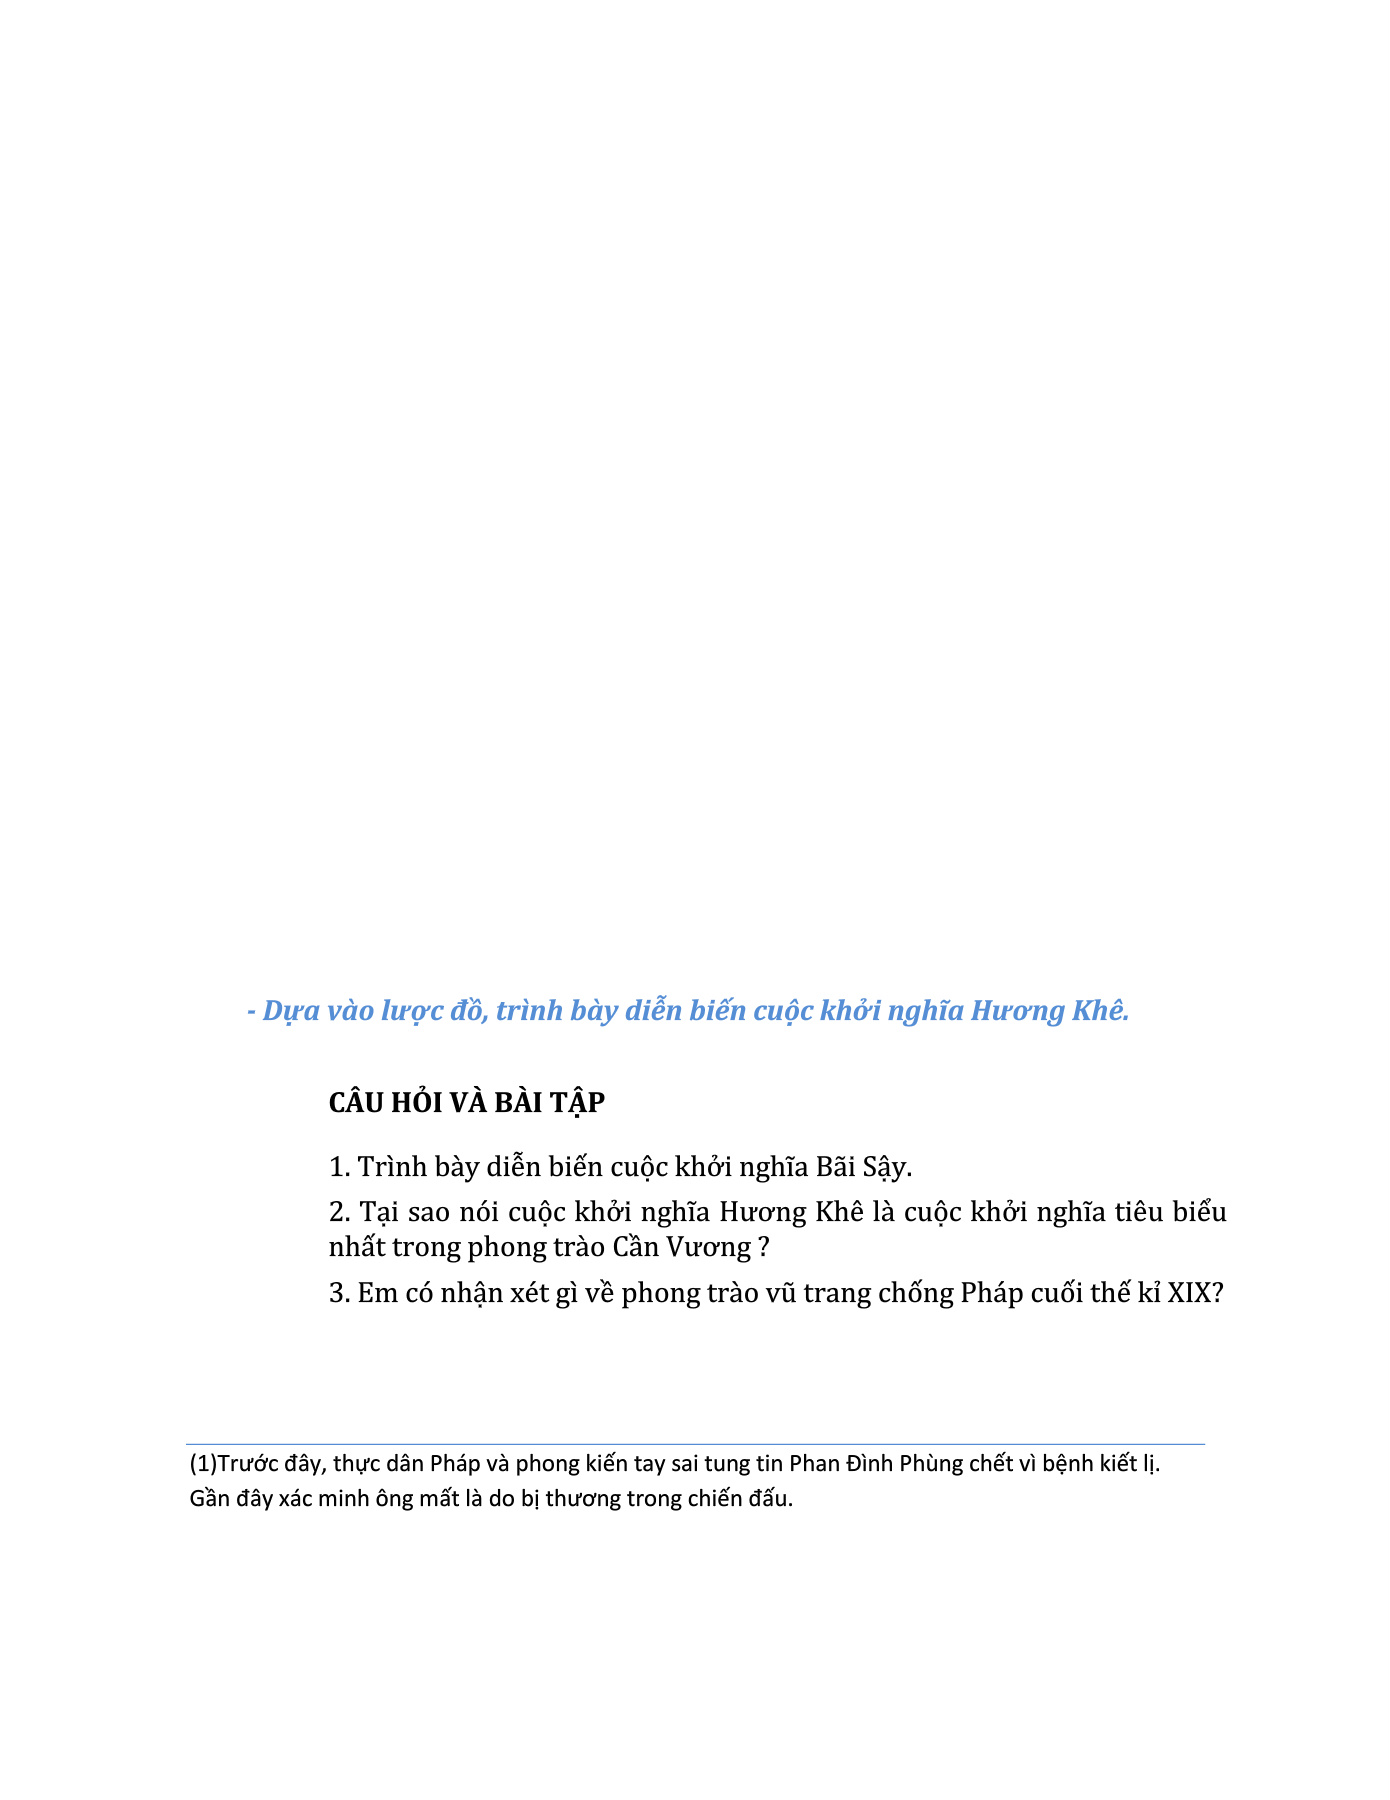 - Dựa vào lược đồ, trình bày diễn biến cuộc khởi nghĩa Hương Khê.
CÂU HỎI VÀ BÀI TẬP
1. Trình bày diễn biến cuộc khởi nghĩa Bãi Sậy.
2. Tại sao nói cuộc khởi nghĩa Hương Khê là cuộc khởi nghĩa tiêu biểu
nhất trong phong trào Cần Vương ?
3. Em có nhận xét gì về phong trào vũ trang chống Pháp cuối thế kỉ XIX?
(1)Trước đây, thực dân Pháp và phong kiến tay sai tung tin Phan Đình Phùng chết vì bệnh kiết lị.
Gần đây xác minh ông mất là do bị thương trong chiến đấu.